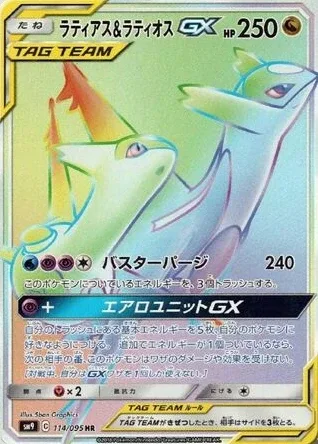 たね ラティアス&ラティオスGX HP250
TAG TEAM
バスターパージ 240
このポケモンについているエネルギーを、3個トラッシュする。
+ エアロユニットGX
自分のトラッシュにある基本エネルギーを5枚、自分のポケモンに
好きなようにつける。追加でエネルギーが1個ついているなら、
次の相手の番、このポケモンはワザのダメージや効果を受けない。
[対戦中、自分はGXワザを1回しか使えない。]
弱点 ×2 抵抗力 にげる
Illus. 5ban Graphics
TAG TEAM ルール
sm9 C 114/095 HR
TAG TEAMがきぜつしたとき、相手はサイドを3枚とる。